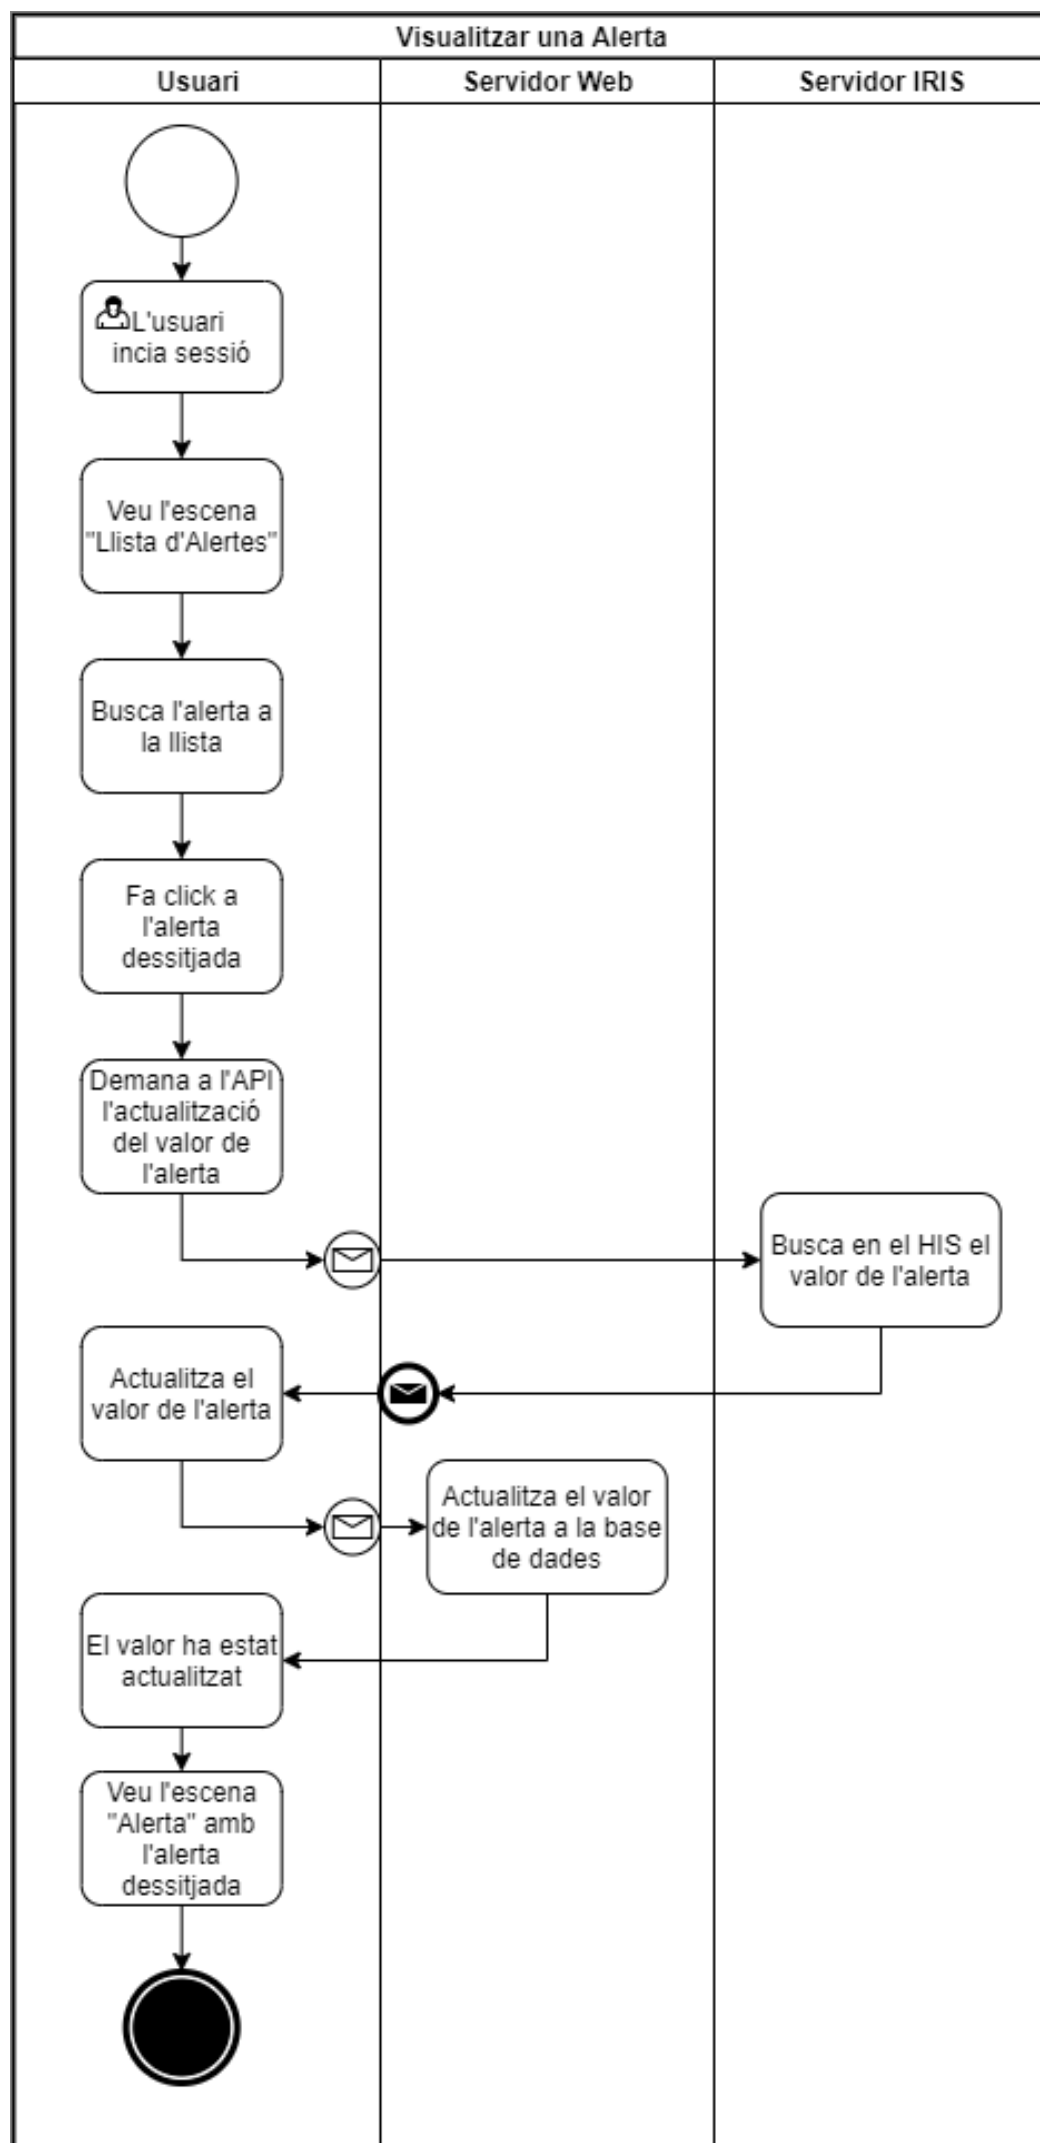 Visualitzar una Alerta
Usuari
Servidor Web
Servidor IRIS
L'usuari
incia sessió
Veu l'escena
"Llista d'Alertes"
Busca l'alerta a
la llista
Fa click a
l'alerta
dessitjada
Demana a l'API
l'actualització
del valor de
l'alerta
Busca en el HIS el
valor de l'alerta
Actualitza el
valor de l'alerta
Actualitza el valor
de l'alerta a la base
de dades
El valor ha estat
actualitzat
Veu l'escena
"Alerta" amb
l'alerta
dessitjada